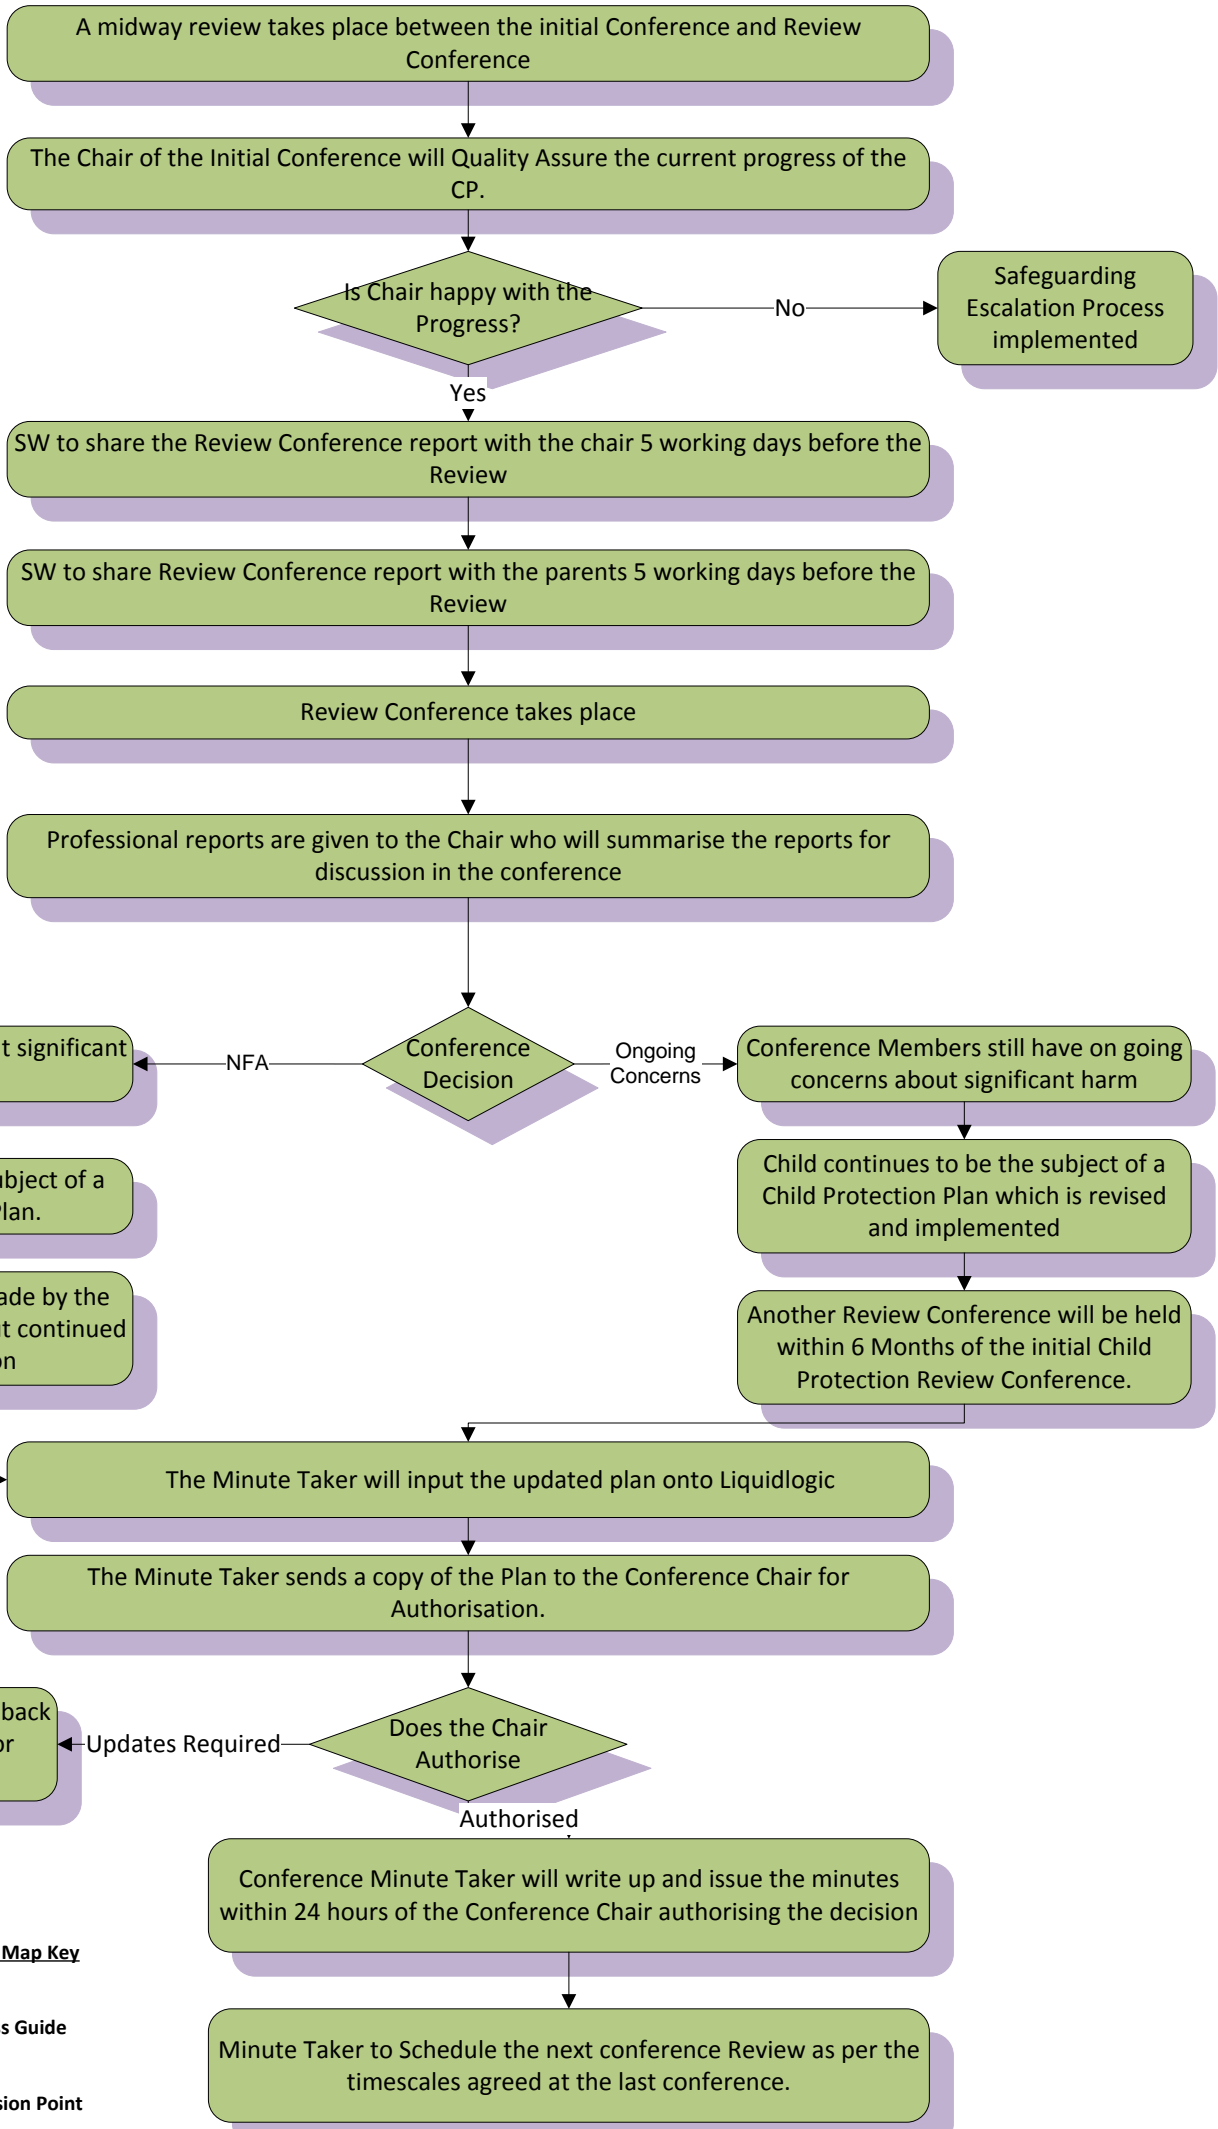 A midway review takes place between the initial Conference and Review
Conference
The Chair of the Initial Conference will Quality Assure the current progress of the
CP.
Is Chair happy with the
Progress?
No
Safeguarding
Escalation Process
implemented
Yes
SW to share the Review Conference report with the chair 5 working days before the
Review
SW to share Review Conference report with the parents 5 working days before the
Review
Review Conference takes place
Professional reports are given to the Chair who will summarise the reports for
discussion in the conference
significant
NFA
Conference
Decision
Ongoing
Concerns
Conference Members still have on going
concerns about significant harm
of a
Child continues to be the subject of a
Child Protection Plan which is revised
and implemented
by the
continued
Another Review Conference will be held
within 6 Months of the initial Child
Protection Review Conference.
The Minute Taker will input the updated plan onto Liquidlogic
The Minute Taker sends a copy of the Plan to the Conference Chair for
Authorisation.
back
Updates Required
Does the Chair
Authorise
Authorised
Conference Minute Taker will write up and issue the minutes
within 24 hours of the Conference Chair authorising the decision
Map Key
Guide
Point
Minute Taker to Schedule the next conference Review as per the
timescales agreed at the last conference.